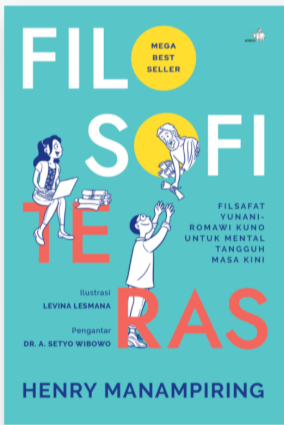 FILO
MEGA
BEST
SELLER
SOFI
TE
RAS
FILSAFAT
YUNANI-
ROMAWI KUNO
UNTUK MENTAL
TANGGUH
MASA KINI
Ilustrasi
LEVINA LESMANA
Pengantar
DR. A. SETYO WIBOWO
HENRY MANAMPIRING